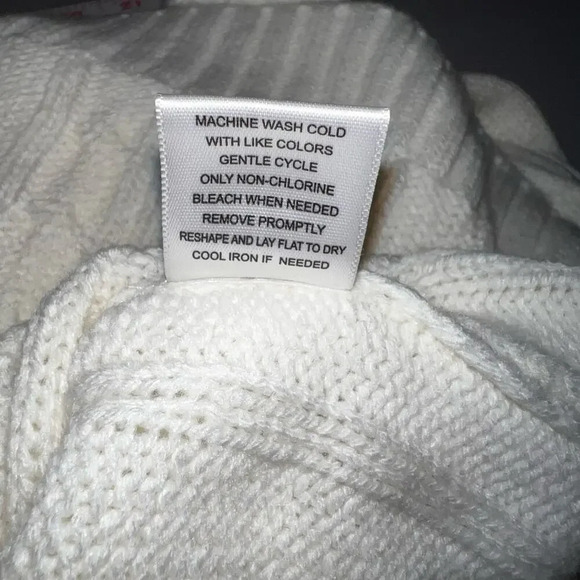 MACHINE WASH COLD
WITH LIKE COLORS
GENTLE CYCLE
ONLY NON-CHLORINE
BLEACH WHEN NEEDED
REMOVE PROMPTLY
RESHAPE AND LAY FLAT TO DRY
COOL IRON IF NEEDED